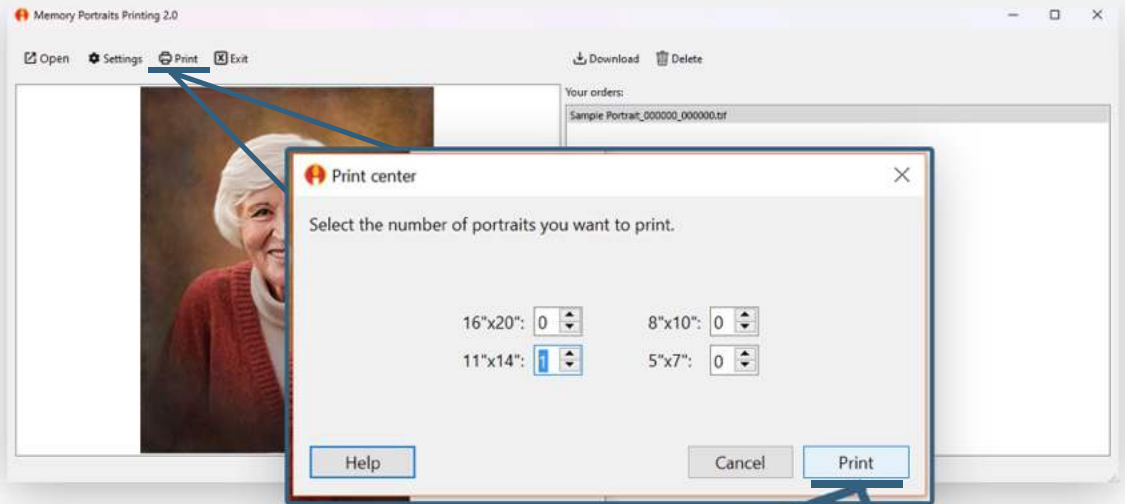 Memory Portraits Printing 2.0
Open Settings Print Exit
Download Delete
Your orders:
Sample Portrait_000000_000000.tif
Print center
Select the number of portraits you want to print.
16"x20": 0 8"x10": 0
11"x14": 1 5"x7": 0
Help Cancel Print